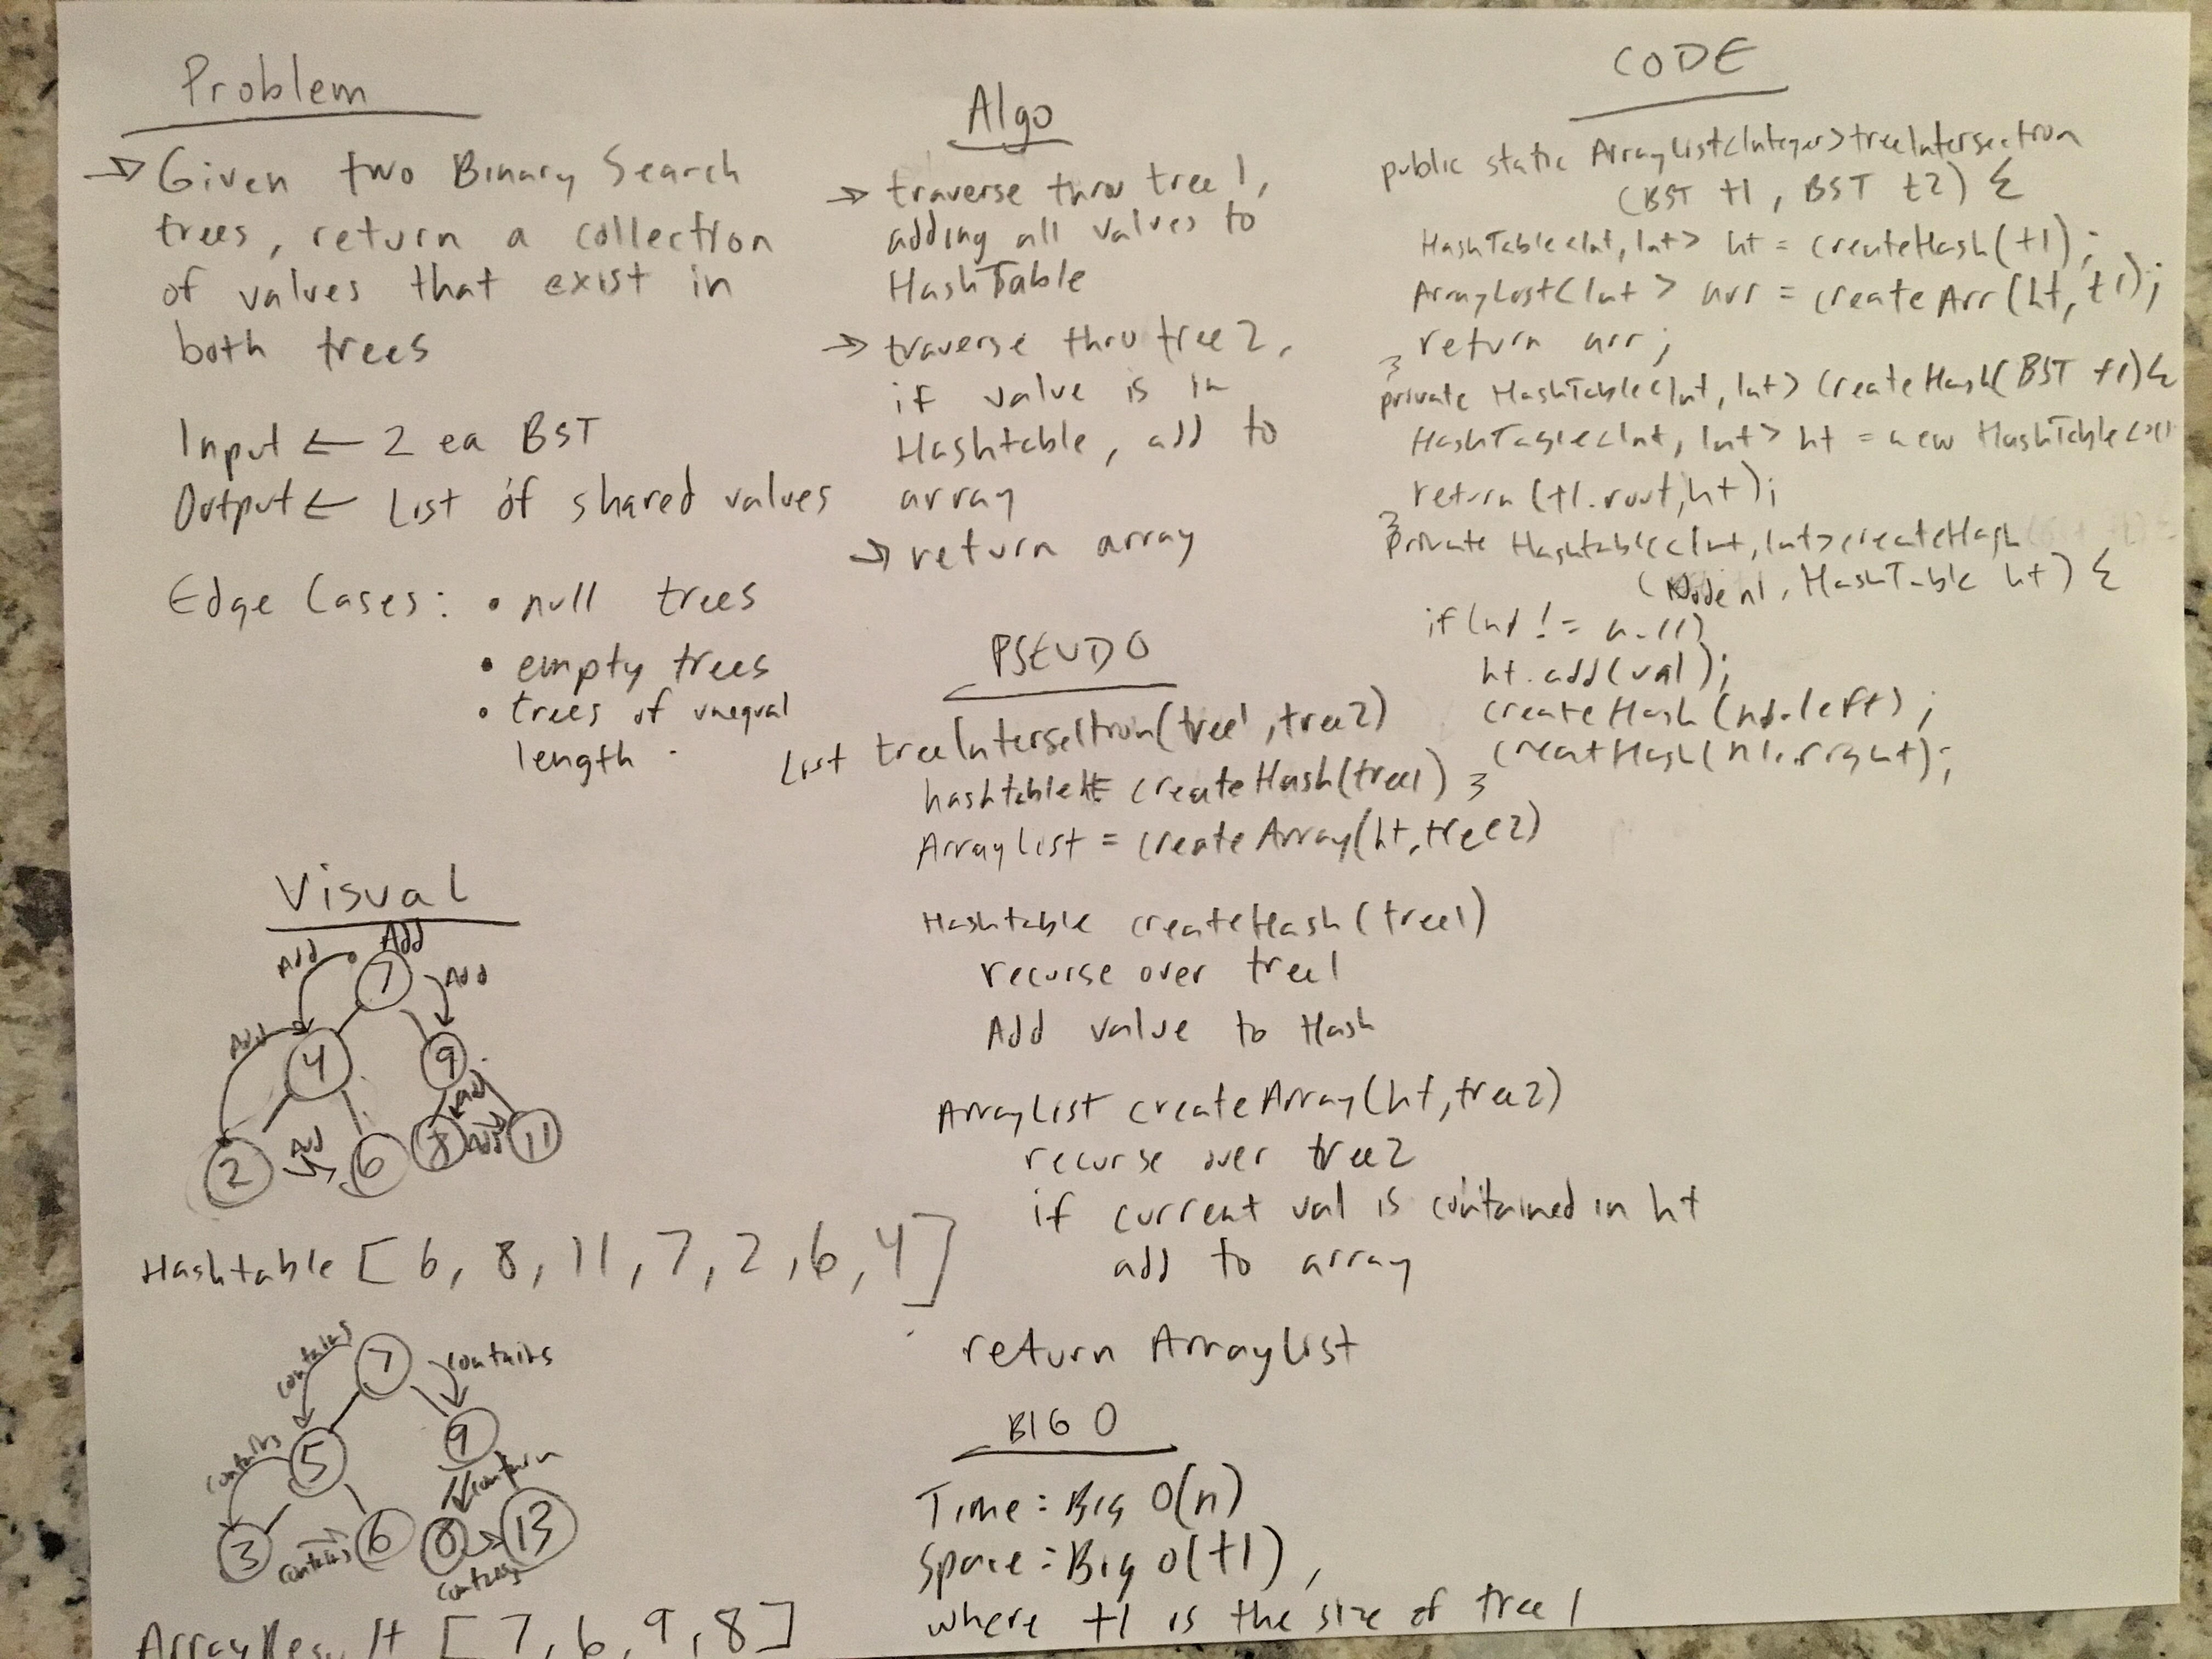 Problem
→ Given two Binary Search
trees, return a collection
of values that exist in
both trees
Input ← 2 ea BST
Output ← List of shared values
Edge Cases: • null trees
• empty trees
• trees of unequal
length
Visual
Add
Add
7
Add
Add
4
9
Add
2
Add
6
8
Add
11
Hashtable [6, 8, 11, 7, 2, 6, 4]
7
contains
contains
5
9
contains
contain
3
contains
6
8
13
contains
Array Result [7, 6, 9, 8]
Algo
→ traverse thru tree 1,
adding all values to
HashTable
→ traverse thru tree 2,
if value is in
Hashtable, add to
array
→ return array
PSEUDO
List treeIntersection(tree1, tree2)
hashtable ht = createHash(tree1)
ArrayList = createArray(ht, tree2)
Hashtable createHash(tree1)
recurse over tree1
Add value to Hash
ArrayList createArray(ht, tree2)
recurse over tree2
if current val is contained in ht
add to array
return ArrayList
BIG O
Time: Big O(n)
Space: Big O(t1),
where t1 is the size of tree 1
CODE
public static ArrayList<Integer> treeIntersection
(BST t1, BST t2) {
HashTable<Int, Int> ht = createHash(t1);
ArrayList<Int> arr = createArr(ht, t1);
return arr;
}
private HashTable<Int, Int> createHash(BST t1) {
HashTable<Int, Int> ht = new HashTable
return (t1.root, ht);
}
private Hashtable<Int, Int> createHash
(Node n1, HashTable ht) {
if (n1 != null)
ht.add(val);
createHash(n1.left);
creatHash(n1.right);
}